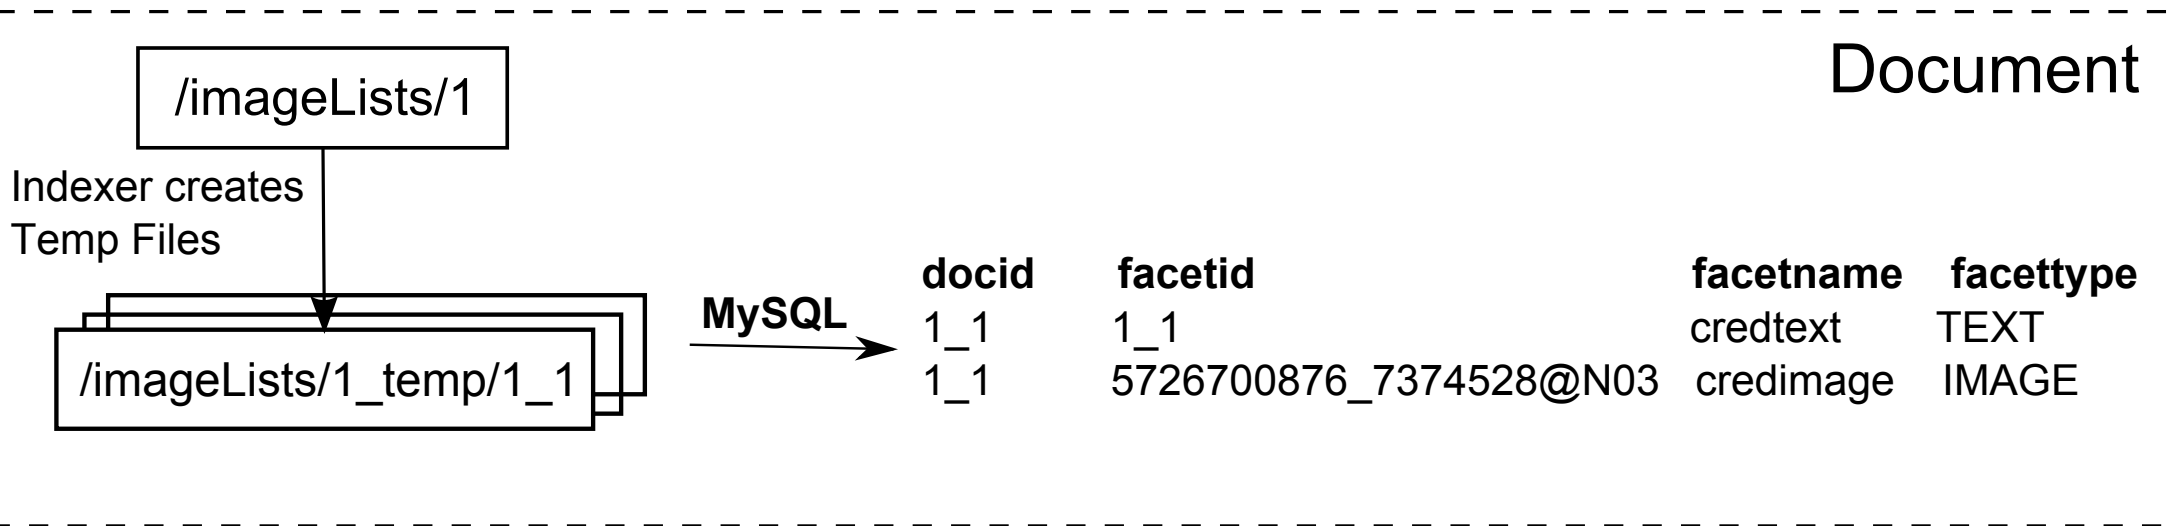 Document
/imageLists/1
Indexer creates
Temp Files
/imageLists/1_temp/1_1
MySQL
docid facetid facetname facettype
1_1 1_1 credtext TEXT
1_1 5726700876_7374528@N03 credimage IMAGE